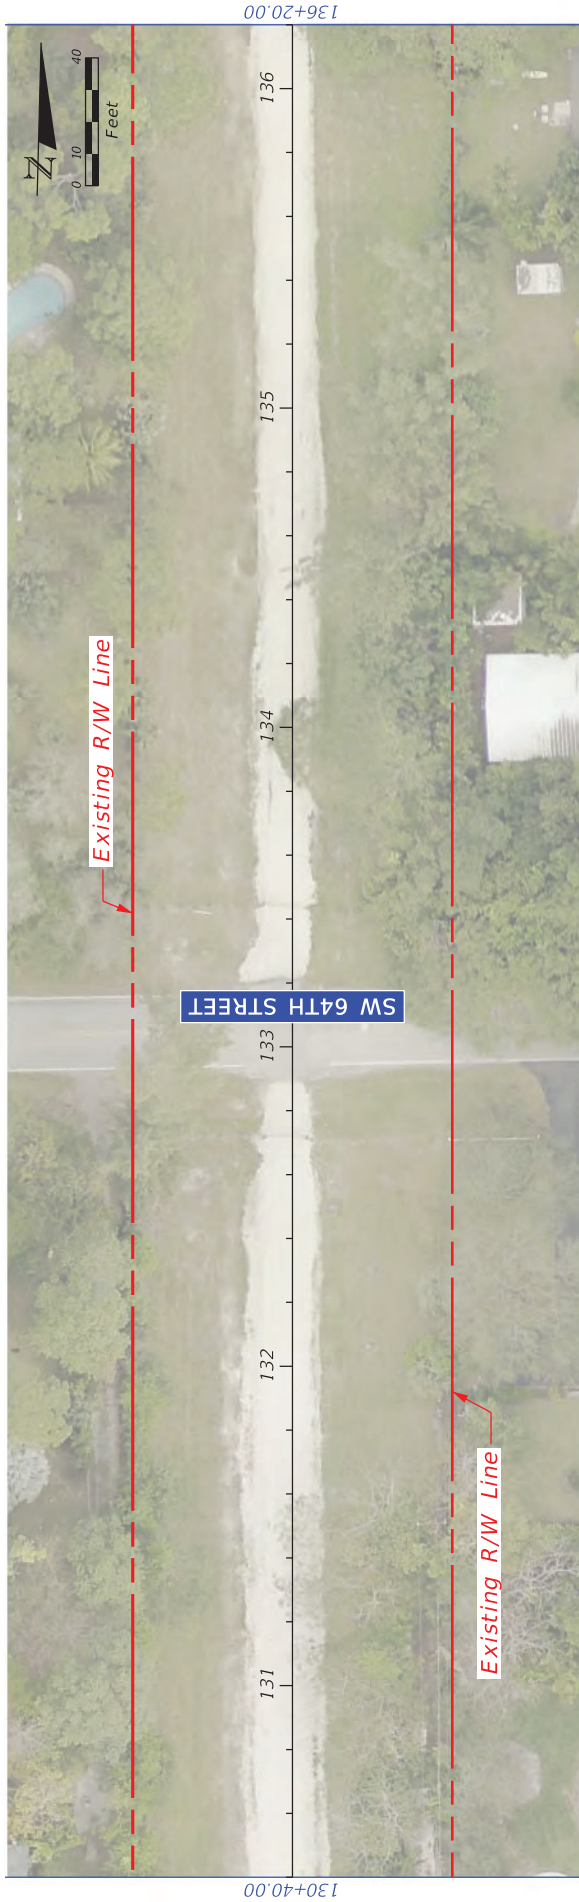 136+20.00
N
0 10 40
Feet
136
135
Existing R/W Line
134
SW 64TH STREET
133
132
Existing R/W Line
131
130+40.00